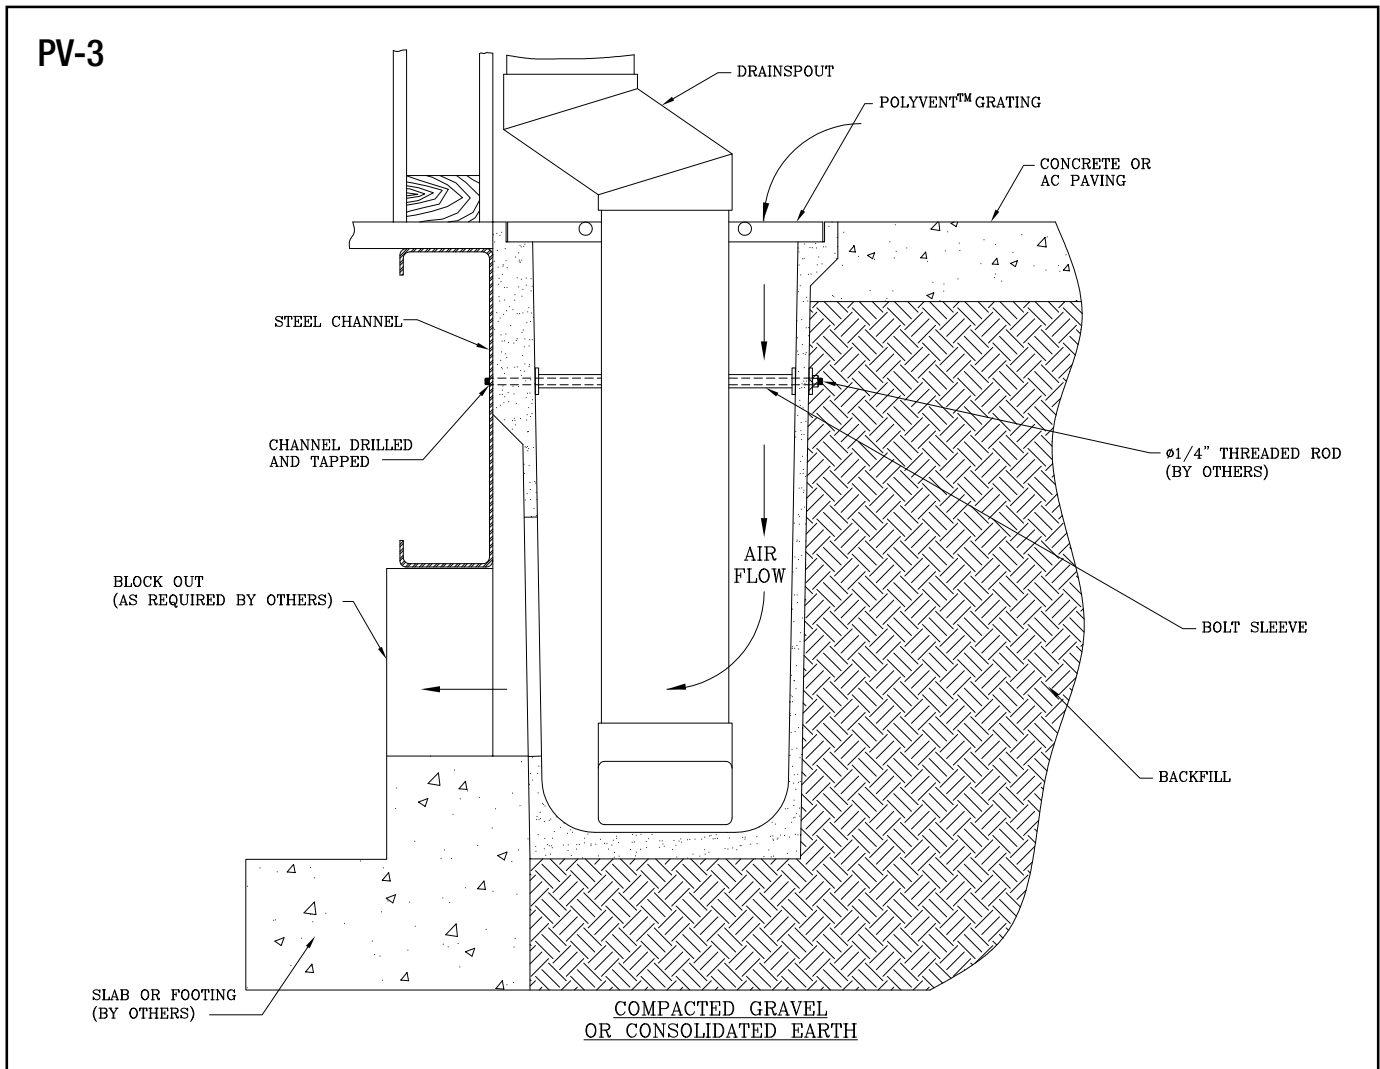 PV-3
DRAINSPOUT
POLYVENT™ GRATING
CONCRETE OR
AC PAVING
STEEL CHANNEL
CHANNEL DRILLED
AND TAPPED
ø1/4" THREADED ROD
(BY OTHERS)
AIR
FLOW
BLOCK OUT
(AS REQUIRED BY OTHERS)
BOLT SLEEVE
BACKFILL
SLAB OR FOOTING
(BY OTHERS)
COMPACTED GRAVEL
OR CONSOLIDATED EARTH